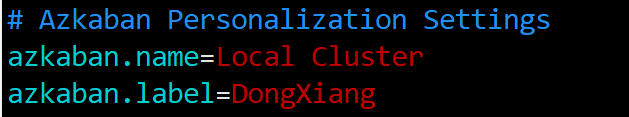 # Azkaban Personalization Settings
azkaban.name=Local Cluster
azkaban.label=DongXiang